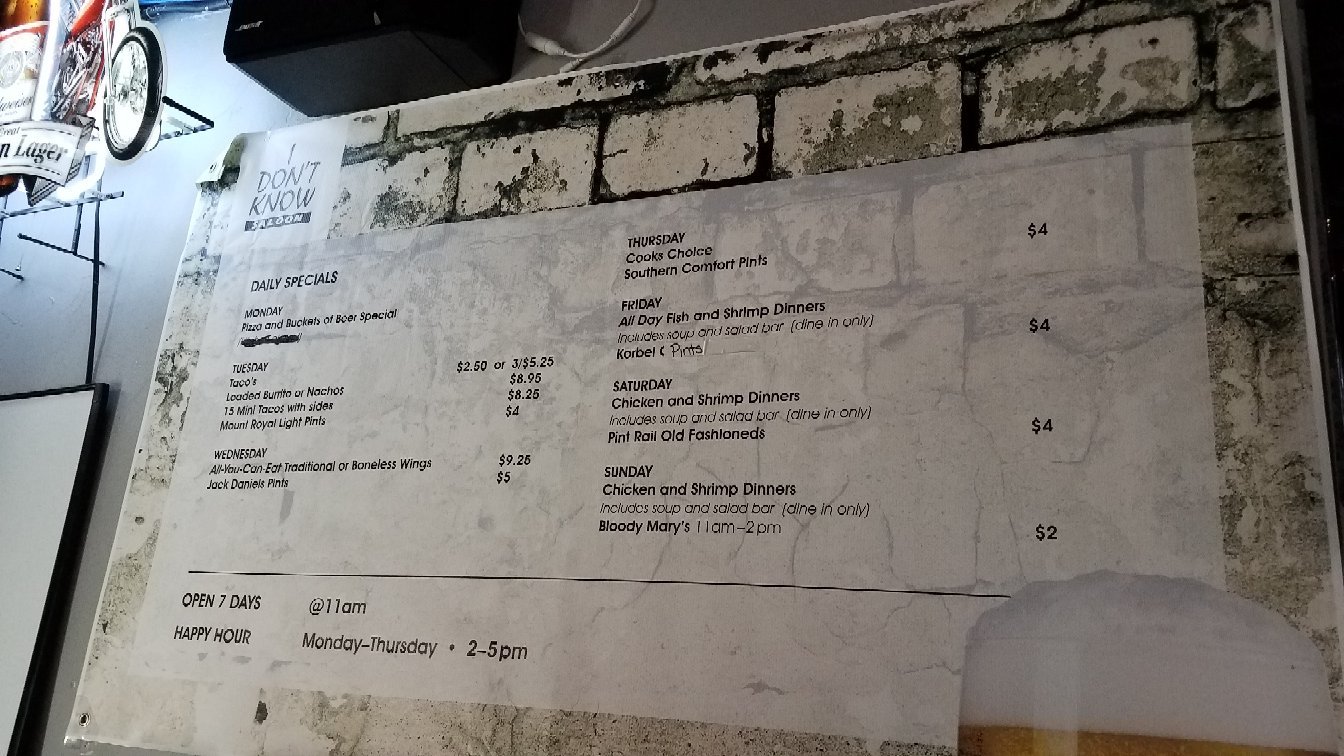 I
DON'T
KNOW
SALOON
DAILY SPECIALS
MONDAY
Pizza and Buckets of Beer Special
TUESDAY
Taco's $2.50 or 3/$5.25
Loaded Burrito or Nachos $8.95
15 Mini Tacos with sides $8.25
Mount Royal Light Pints $4
WEDNESDAY
All-You-Can-Eat Traditional or Boneless Wings $9.25
Jack Daniels Pints $5
THURSDAY
Cooks Choice
Southern Comfort Pints $4
FRIDAY
All Day Fish and Shrimp Dinners
Includes soup and salad bar (dine in only)
Korbel Pints $4
SATURDAY
Chicken and Shrimp Dinners
Includes soup and salad bar (dine in only)
Pint Rail Old Fashioneds $4
SUNDAY
Chicken and Shrimp Dinners
Includes soup and salad bar (dine in only)
Bloody Mary's 11am–2pm $2
OPEN 7 DAYS @11am
HAPPY HOUR Monday–Thursday • 2–5pm
Lager